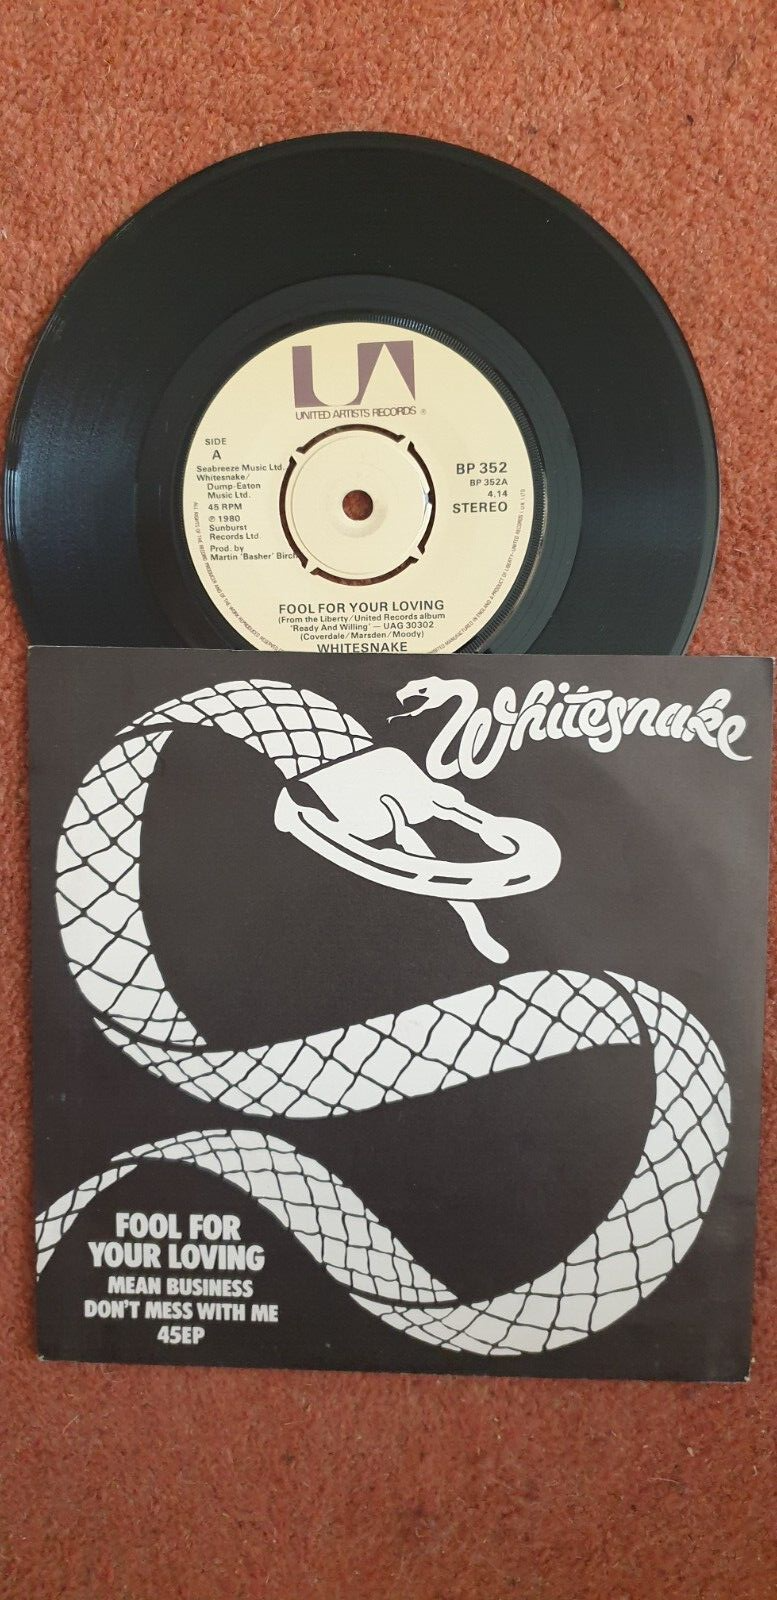 UA
UNITED ARTISTS RECORDS ®
SIDE
A
Seabreeze Music Ltd.
Whitesnake/
Dump-Eaton
Music Ltd.
45 RPM
℗ 1980
Sunburst
Records Ltd.
Prod. by
Martin 'Basher' Birch
BP 352
BP 352A
4.14
STEREO
FOOL FOR YOUR LOVING
(From the Liberty/United Records album
'Ready And Willing' — UAG 30302
(Coverdale/Marsden/Moody)
WHITESNAKE
Whitesnake
FOOL FOR
YOUR LOVING
MEAN BUSINESS
DON'T MESS WITH ME
45EP